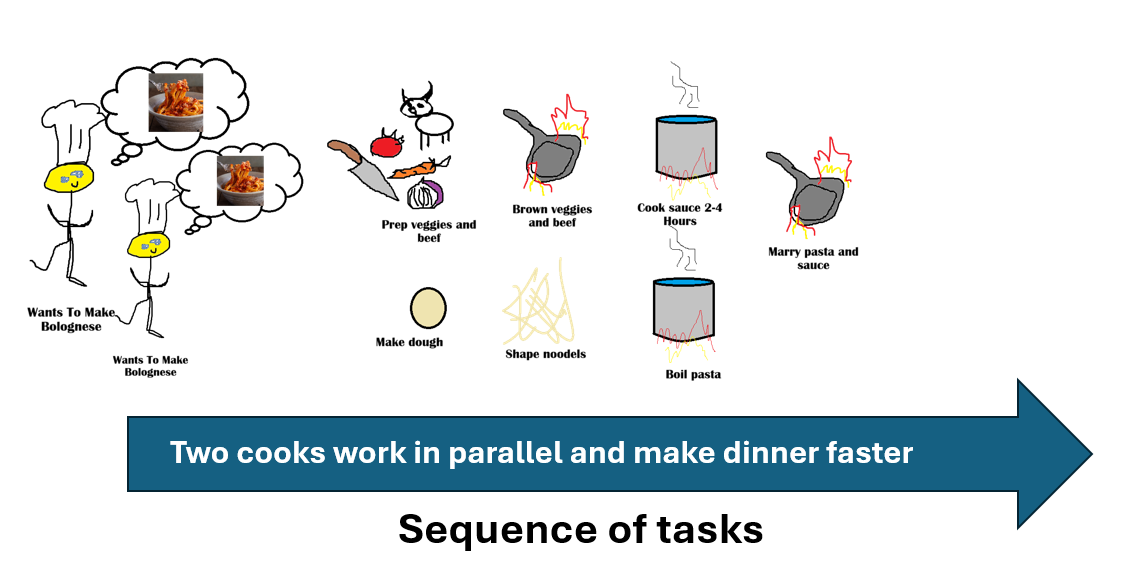 Wants To Make
Bolognese
Wants To Make
Bolognese
Prep veggies and
beef
Brown veggies
and beef
Cook sauce 2-4
Hours
Marry pasta and
sauce
Make dough
Shape noodels
Boil pasta
Two cooks work in parallel and make dinner faster
Sequence of tasks